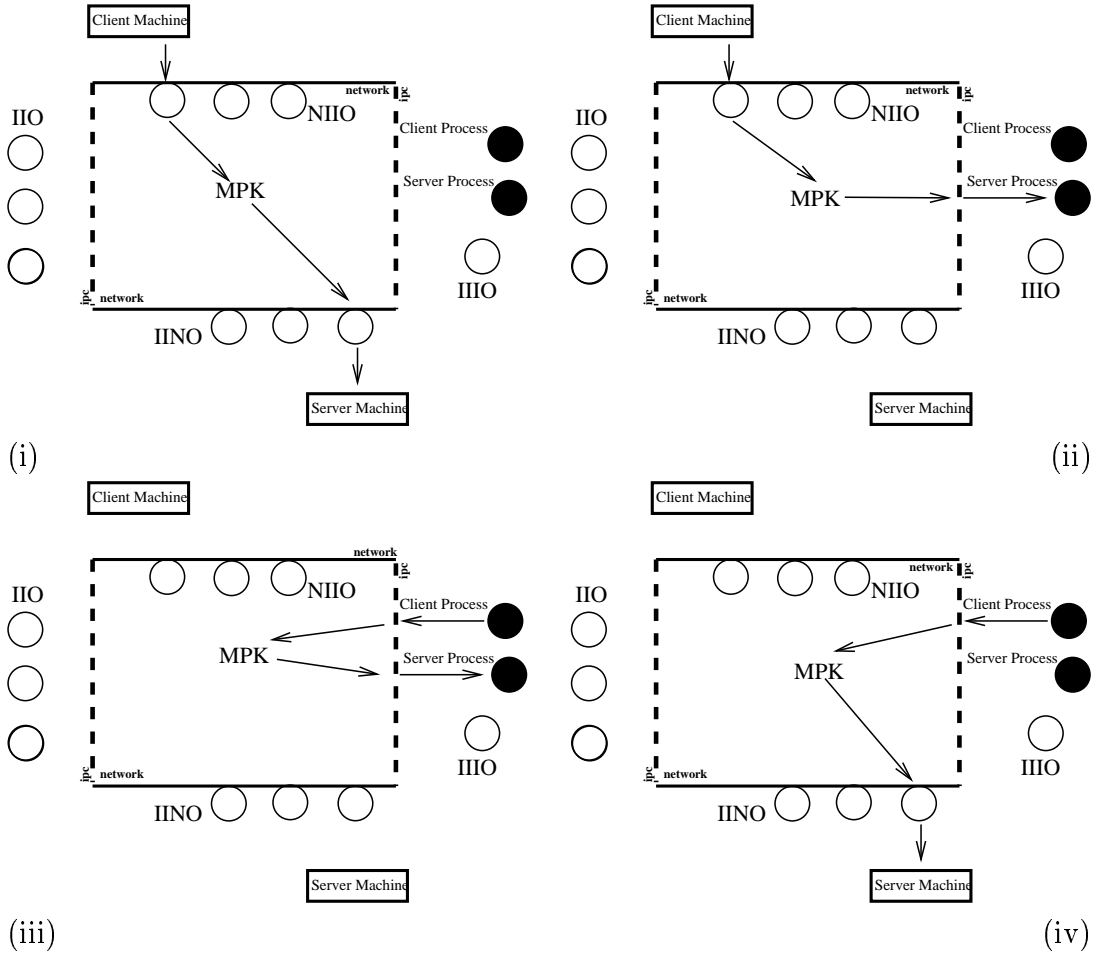 Client Machine
network
ipc
IIO
NIIO
Client Process
Server Process
MPK
IIIO
ipc
network
IINO
Server Machine
(i)
Client Machine
network
ipc
IIO
NIIO
Client Process
Server Process
MPK
IIIO
ipc
network
IINO
Server Machine
(ii)
Client Machine
network
ipc
IIO
NIIO
Client Process
MPK
Server Process
IIIO
ipc
network
IINO
Server Machine
(iii)
Client Machine
network
ipc
IIO
NIIO
Client Process
Server Process
MPK
IIIO
ipc
network
IINO
Server Machine
(iv)